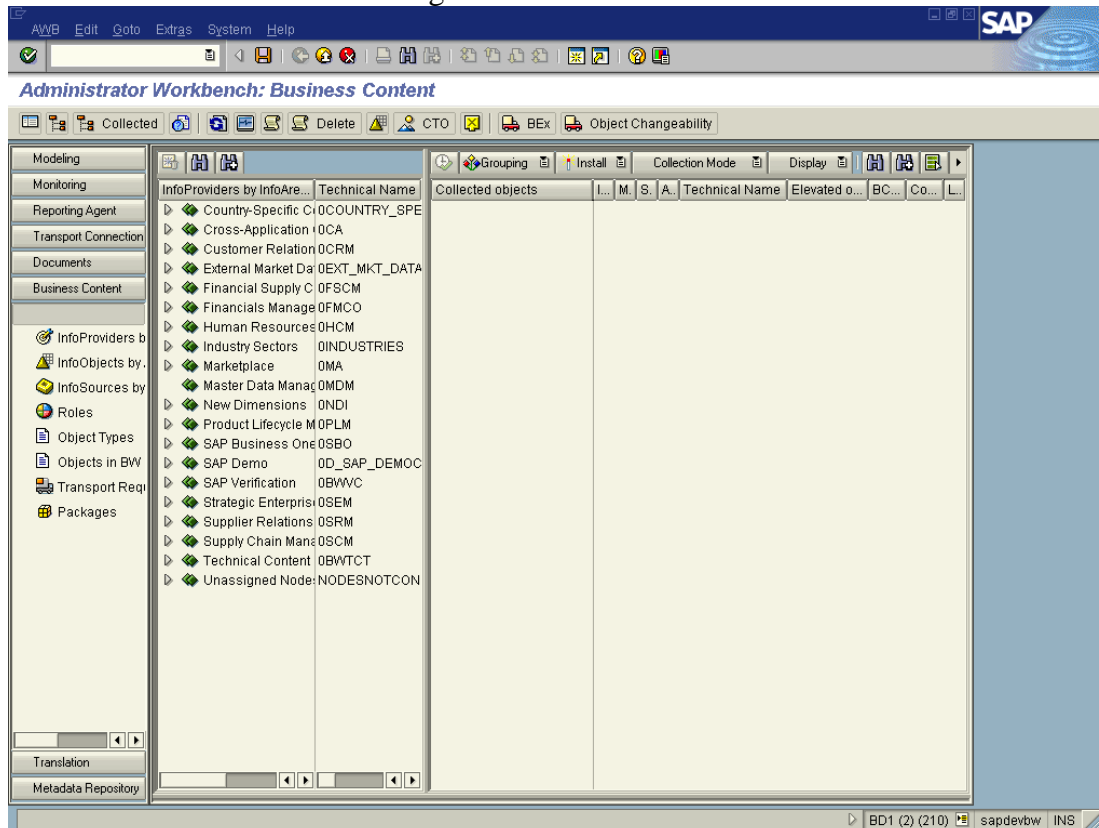 AWB Edit Goto Extras System Help
SAP
Administrator Workbench: Business Content
Collected Delete CTO BEx Object Changeability
Modeling
Monitoring
Reporting Agent
Transport Connection
Documents
Business Content
InfoProviders b
InfoObjects by.
InfoSources by
Roles
Object Types
Objects in BW
Transport Requ
Packages
Translation
Metadata Repository
InfoProviders by InfoAre... Technical Name
Country-Specific C 0COUNTRY_SPE
Cross-Application 0CA
Customer Relation 0CRM
External Market Da 0EXT_MKT_DATA
Financial Supply C 0FSCM
Financials Manage 0FMCO
Human Resources 0HCM
Industry Sectors 0INDUSTRIES
Marketplace 0MA
Master Data Manag 0MDM
New Dimensions 0NDI
Product Lifecycle M 0PLM
SAP Business One 0SBO
SAP Demo 0D_SAP_DEMOC
SAP Verification 0BWVC
Strategic Enterpris 0SEM
Supplier Relations 0SRM
Supply Chain Mana 0SCM
Technical Content 0BWTCT
Unassigned Node NODESNOTCON
Grouping Install Collection Mode Display
Collected objects I... M. S. A.. Technical Name Elevated o... BC... Co... L..
BD1 (2) (210) sapdevbw INS